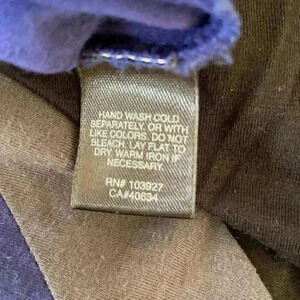 HAND WASH COLD
SEPARATELY, OR WITH
LIKE COLORS. DO NOT
BLEACH. LAY FLAT TO
DRY. WARM IRON IF
NECESSARY.
RN# 103927
CA#40634